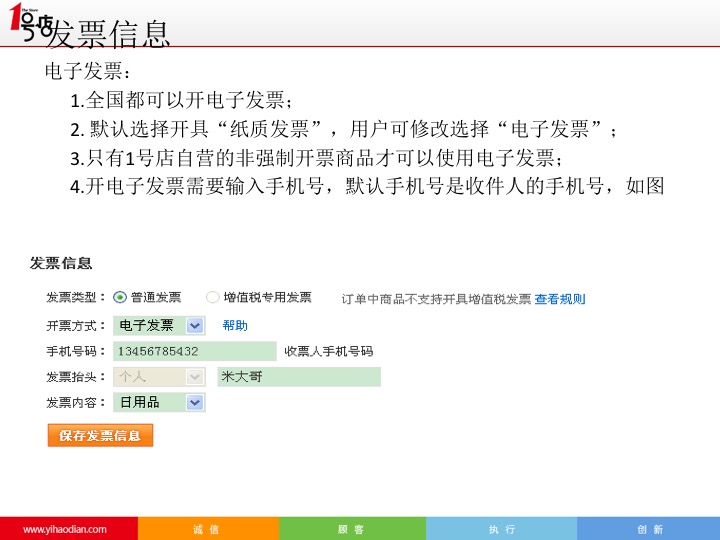 1号店
The Store
5 发票信息
电子发票：
1.全国都可以开电子发票；
2. 默认选择开具“纸质发票”，用户可修改选择“电子发票”；
3.只有1号店自营的非强制开票商品才可以使用电子发票；
4.开电子发票需要输入手机号，默认手机号是收件人的手机号，如图
发票信息
发票类型： 普通发票 增值税专用发票 订单中商品不支持开具增值税发票 查看规则
开票方式： 电子发票 帮助
手机号码： 13456785432 收票人手机号码
发票抬头： 个人 米大哥
发票内容： 日用品
保存发票信息
www.yihaodian.com 诚 信 顾 客 执 行 创 新